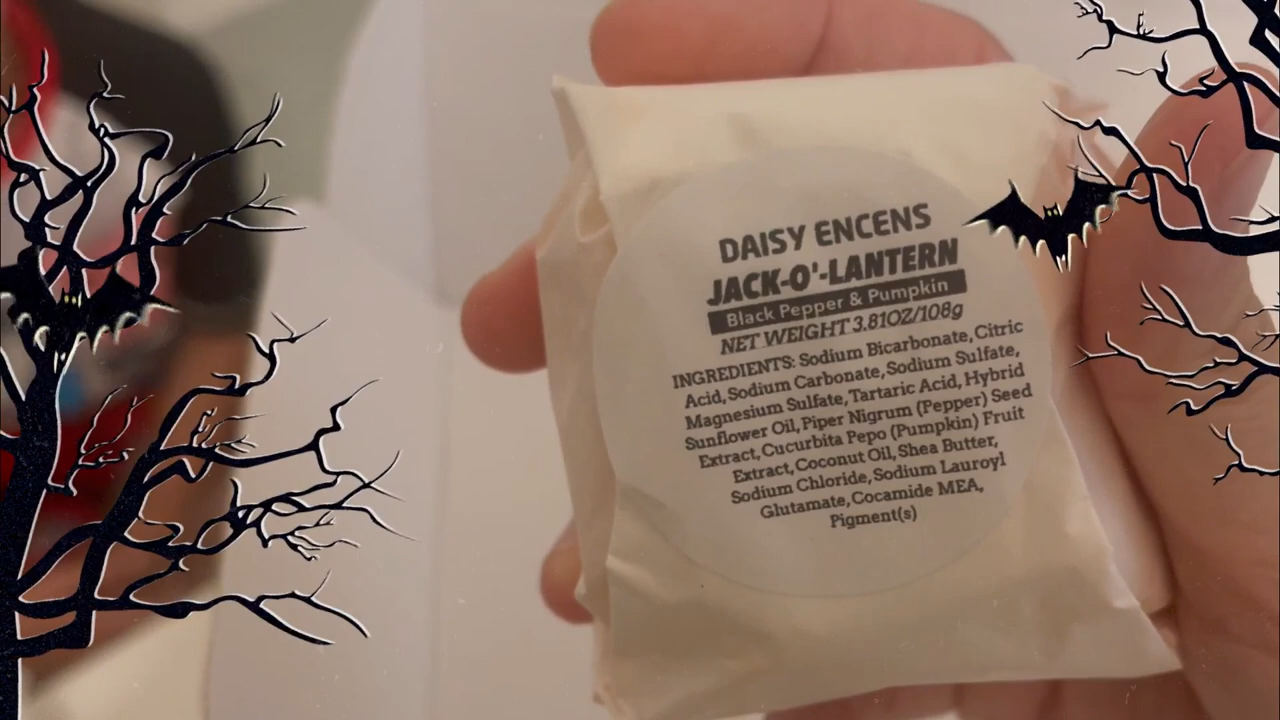 DAISY ENCENS
JACK-O'-LANTERN
Black Pepper & Pumpkin
NET WEIGHT 3.81OZ/108g
INGREDIENTS: Sodium Bicarbonate, Citric
Acid, Sodium Carbonate, Sodium Sulfate,
Magnesium Sulfate, Tartaric Acid, Hybrid
Sunflower Oil, Piper Nigrum (Pepper) Seed
Extract, Cucurbita Pepo (Pumpkin) Fruit
Extract, Coconut Oil, Shea Butter,
Sodium Chloride, Sodium Lauroyl
Glutamate, Cocamide MEA,
Pigment(s)